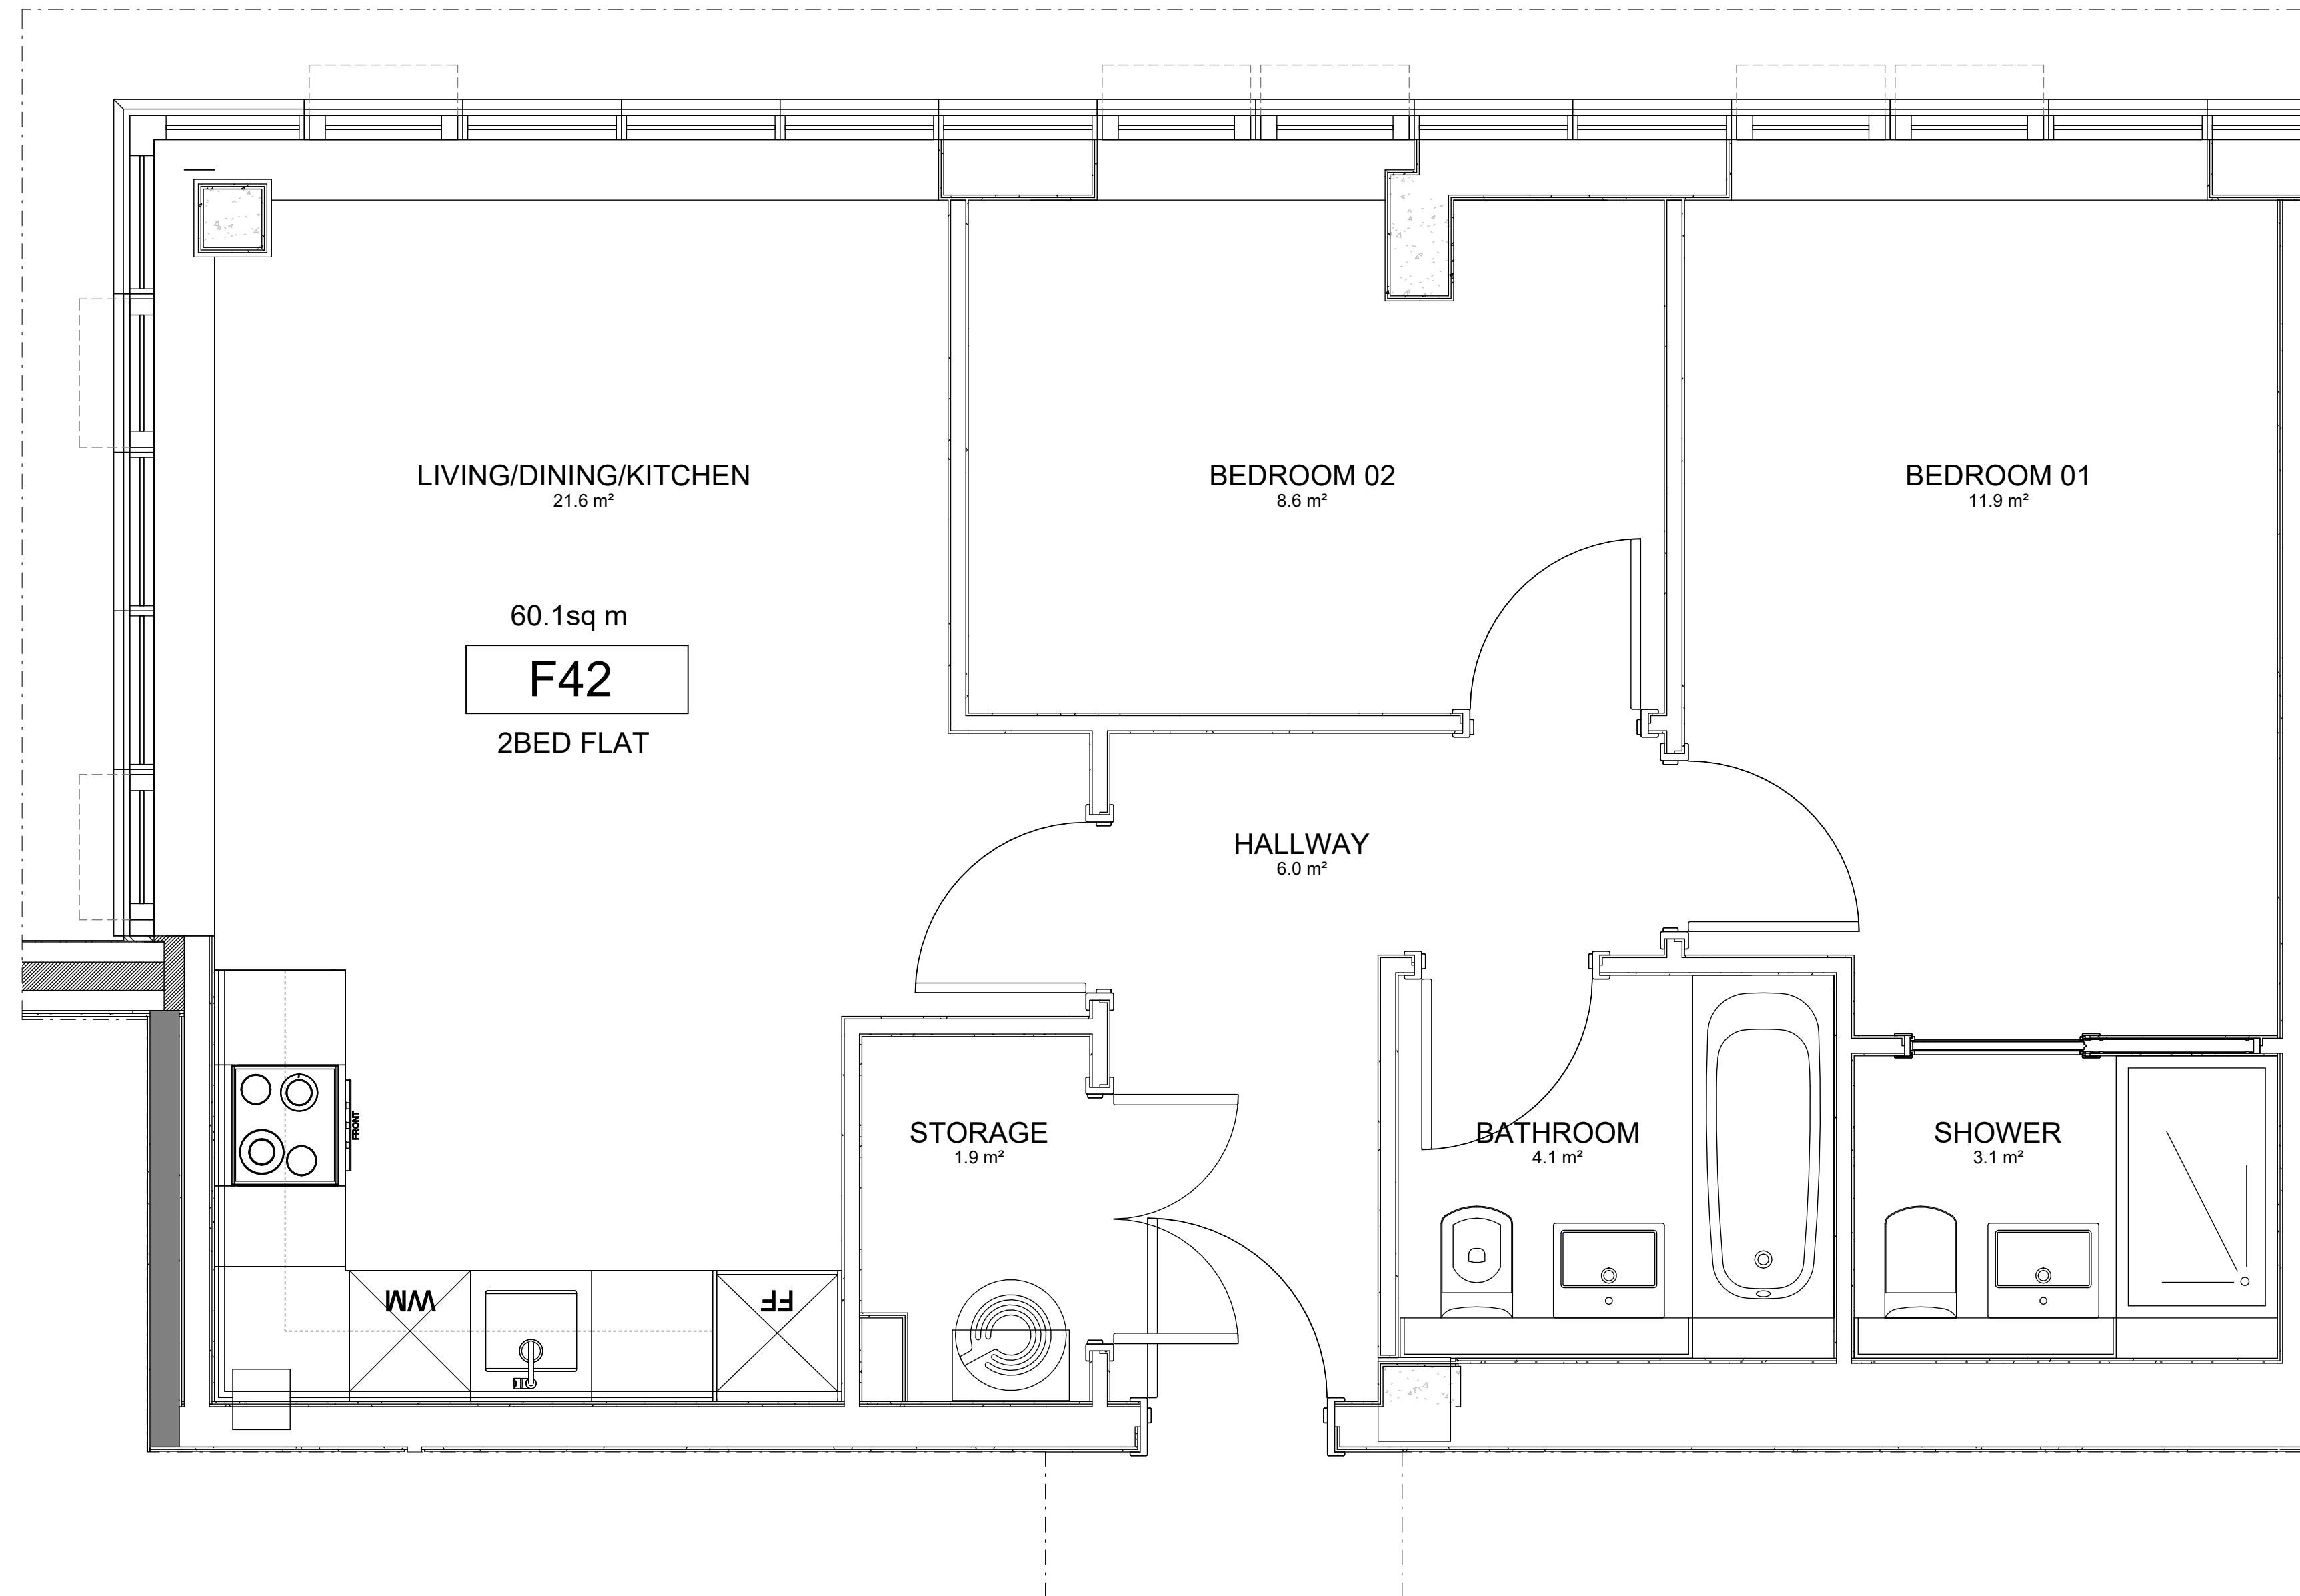 LIVING/DINING/KITCHEN
21.6 m²
BEDROOM 02
8.6 m²
BEDROOM 01
11.9 m²
60.1sq m
F42
2BED FLAT
HALLWAY
6.0 m²
FRONT
STORAGE
1.9 m²
BATHROOM
4.1 m²
SHOWER
3.1 m²
WM
FF